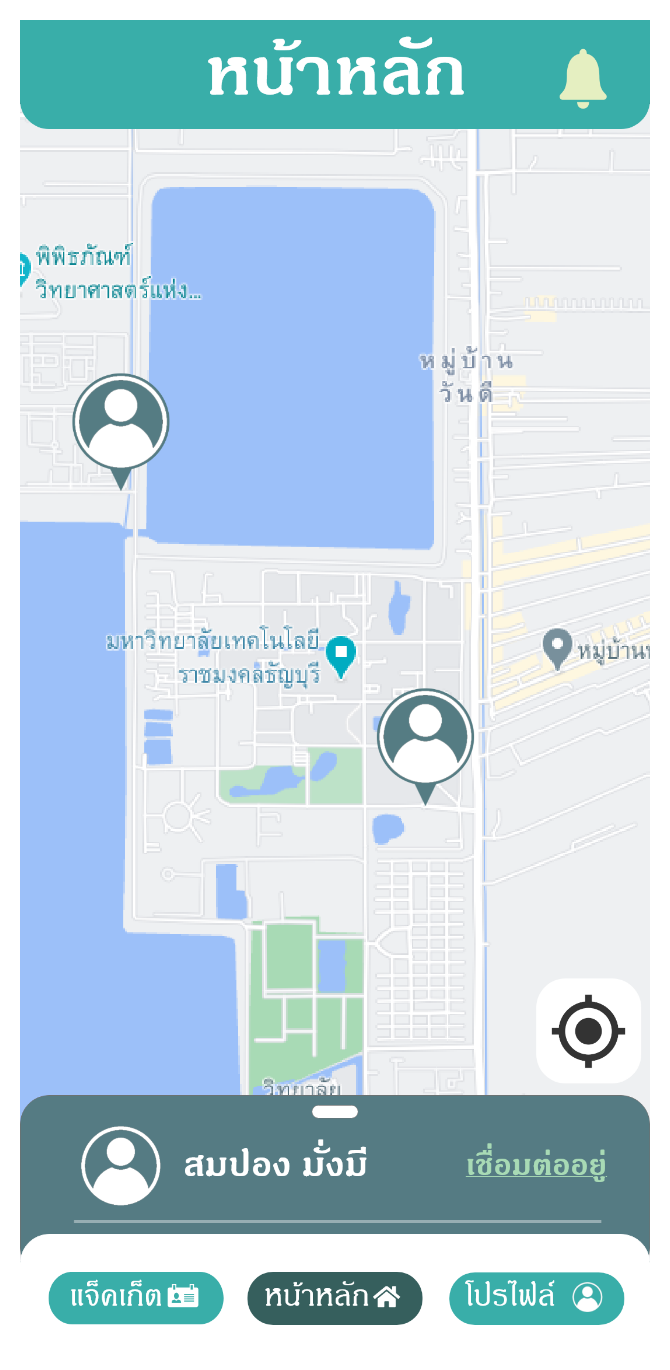 หน้าหลัก
พิพิธภัณฑ์
วิทยาศาสตร์แห่ง...
หมู่บ้าน
วันดี
มหาวิทยาลัยเทคโนโลยี
ราชมงคลธัญบุรี
หมู่บ้าน
วิทยาลัย
สมปอง มั่งมี
เชื่อมต่ออยู่
แจ็คเก็ต
หน้าหลัก
โปรไฟล์